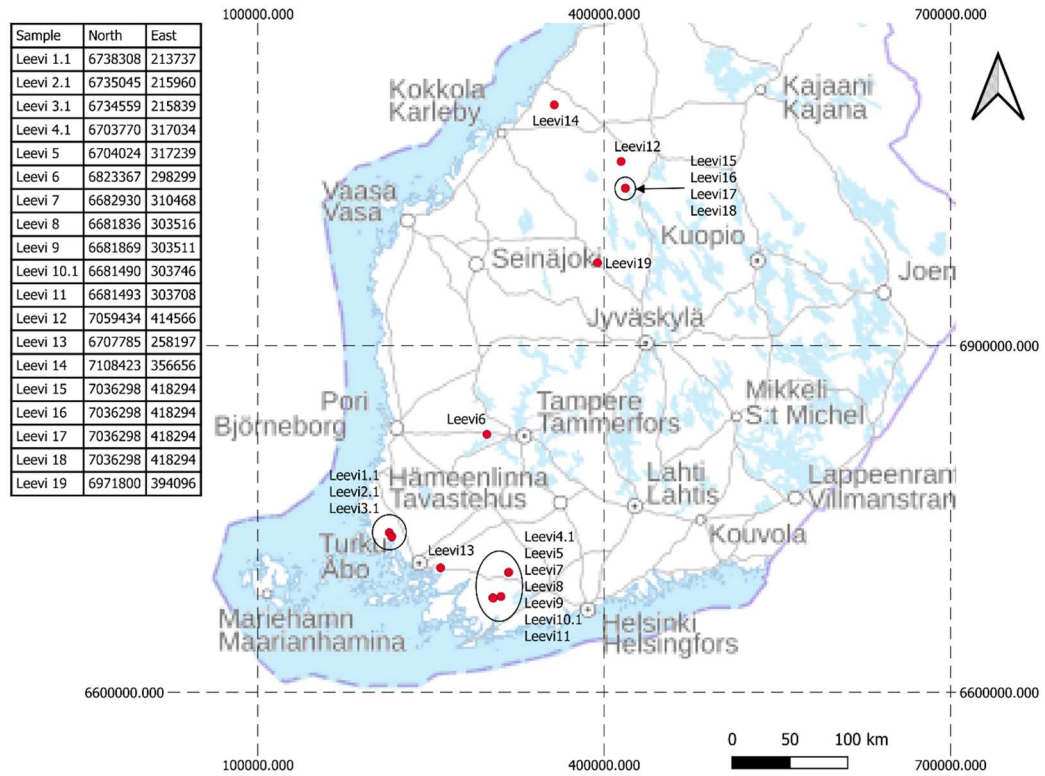 100000.000 400000.000 700000.000
Sample North East
Leevi 1.1 6738308 213737
Leevi 2.1 6735045 215960
Leevi 3.1 6734559 215839
Leevi 4.1 6703770 317034
Leevi 5 6704024 317239
Leevi 6 6823367 298299
Leevi 7 6682930 310468
Leevi 8 6681836 303516
Leevi 9 6681869 303511
Leevi 10.1 6681490 303746
Leevi 11 6681493 303708
Leevi 12 7059434 414566
Leevi 13 6707785 258197
Leevi 14 7108423 356656
Leevi 15 7036298 418294
Leevi 16 7036298 418294
Leevi 17 7036298 418294
Leevi 18 7036298 418294
Leevi 19 6971800 394096
Kokkola
Karleby
Kajaani
Kajana
Leevi14
Leevi12
Leevi15
Leevi16
Leevi17
Leevi18
Vaasa
Vasa
Kuopio
Seinäjoki
Leevi19
Joen
Jyväskylä
6900000.000
Mikkeli
S:t Michel
Pori
Björneborg
Leevi6
Tampere
Tammerfors
Leevi1.1
Leevi2.1
Leevi3.1
Hämeenlinna
Tavastehus
Lahti
Lahtis
Lappeenran
Villmanstran
Kouvola
Turku
Åbo
Leevi13
Leevi4.1
Leevi5
Leevi7
Leevi8
Leevi9
Leevi10.1
Leevi11
Mariehamn
Maarianhamina
Helsinki
Helsingfors
6600000.000 6600000.000
0 50 100 km
100000.000 400000.000 700000.000